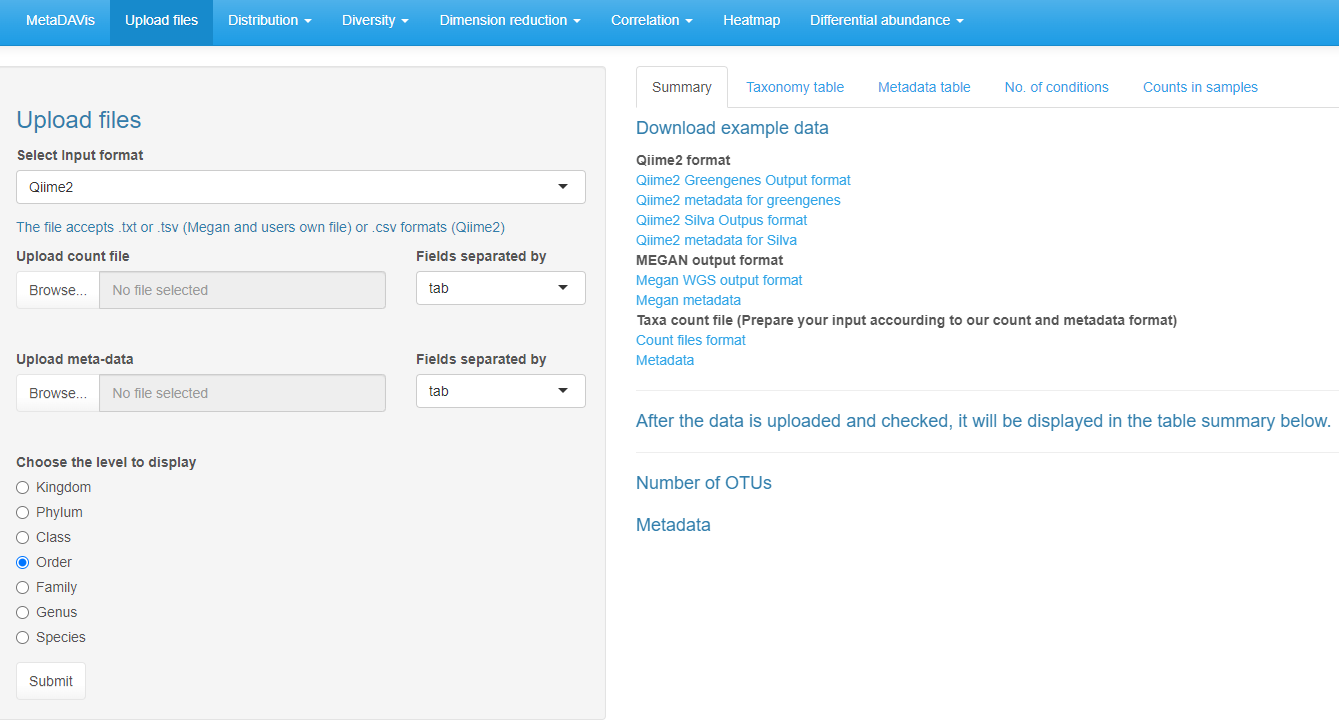 MetaDAVis Upload files Distribution Diversity Dimension reduction Correlation Heatmap Differential abundance
Upload files
Select Input format
Qiime2
The file accepts .txt or .tsv (Megan and users own file) or .csv formats (Qiime2)
Upload count file Fields separated by
Browse... No file selected tab
Upload meta-data Fields separated by
Browse... No file selected tab
Choose the level to display
Kingdom
Phylum
Class
Order
Family
Genus
Species
Submit
Summary Taxonomy table Metadata table No. of conditions Counts in samples
Download example data
Qiime2 format
Qiime2 Greengenes Output format
Qiime2 metadata for greengenes
Qiime2 Silva Outpus format
Qiime2 metadata for Silva
MEGAN output format
Megan WGS output format
Megan metadata
Taxa count file (Prepare your input accourding to our count and metadata format)
Count files format
Metadata
After the data is uploaded and checked, it will be displayed in the table summary below.
Number of OTUs
Metadata